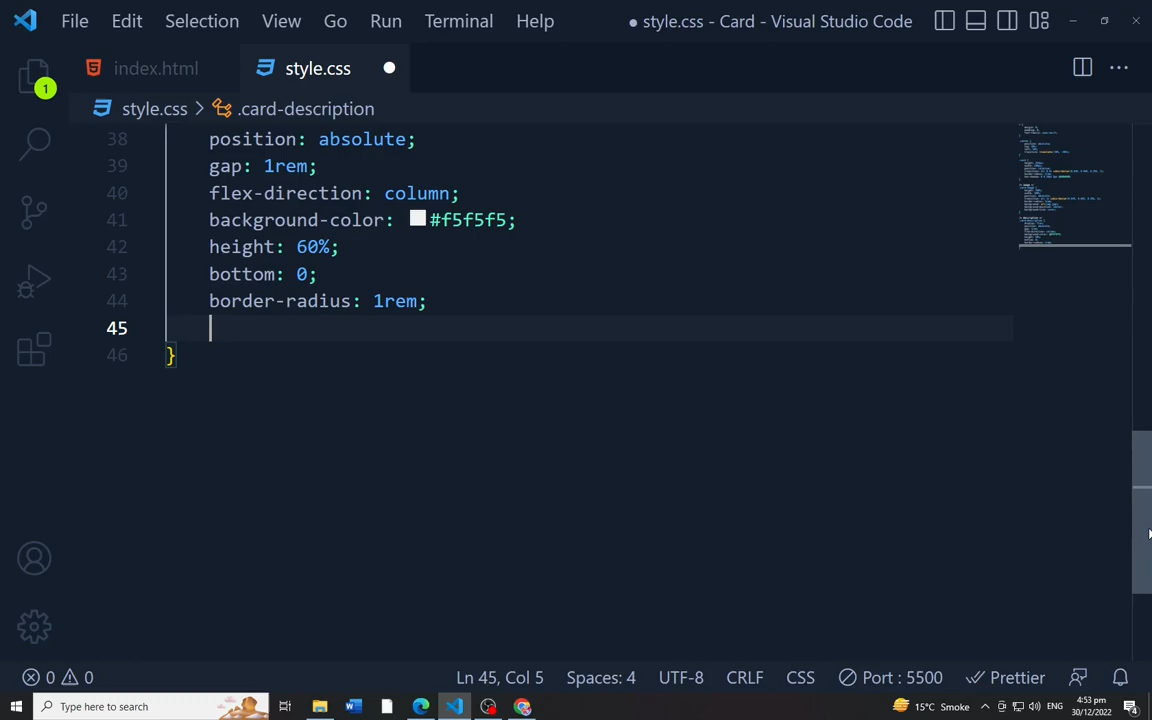 File Edit Selection View Go Run Terminal Help ● style.css - Card - Visual Studio Code
index.html style.css
style.css > .card-description
38 position: absolute;
39 gap: 1rem;
40 flex-direction: column;
41 background-color: #f5f5f5;
42 height: 60%;
43 bottom: 0;
44 border-radius: 1rem;
45
46 }
1
0 0 Ln 45, Col 5 Spaces: 4 UTF-8 CRLF CSS Port : 5500 Prettier
Type here to search 15°C Smoke ENG 4:53 pm
30/12/2022 4